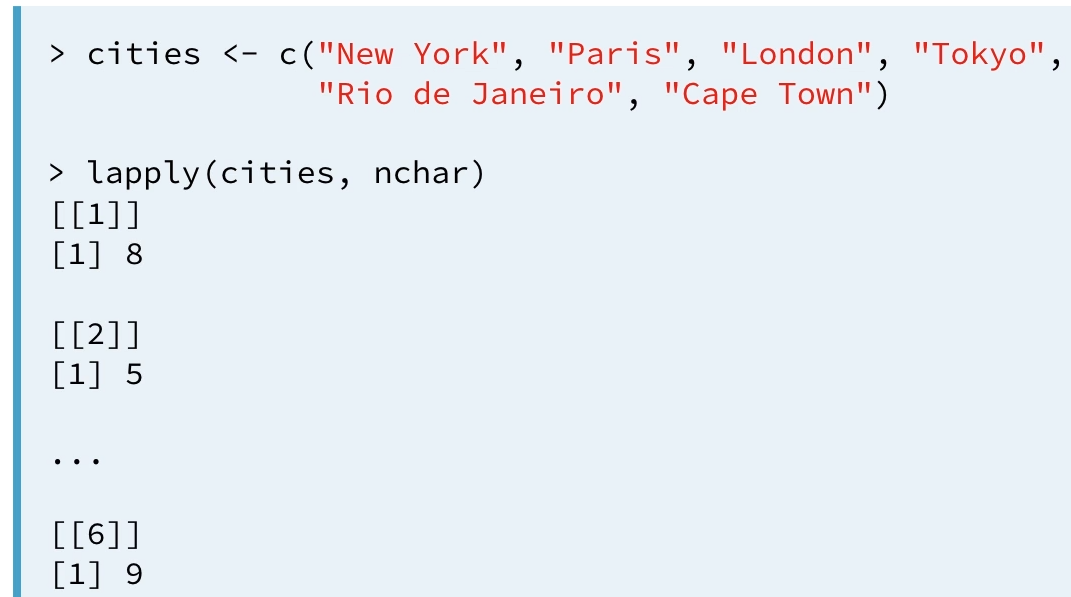 > cities <- c("New York", "Paris", "London", "Tokyo",
"Rio de Janeiro", "Cape Town")
> lapply(cities, nchar)
[[1]]
[1] 8
[[2]]
[1] 5
...
[[6]]
[1] 9